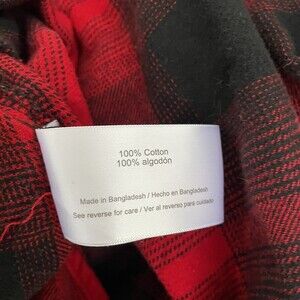 100% Cotton
100% algodón
Made in Bangladesh / Hecho en Bangladesh
See reverse for care / Ver al reverso para cuidado